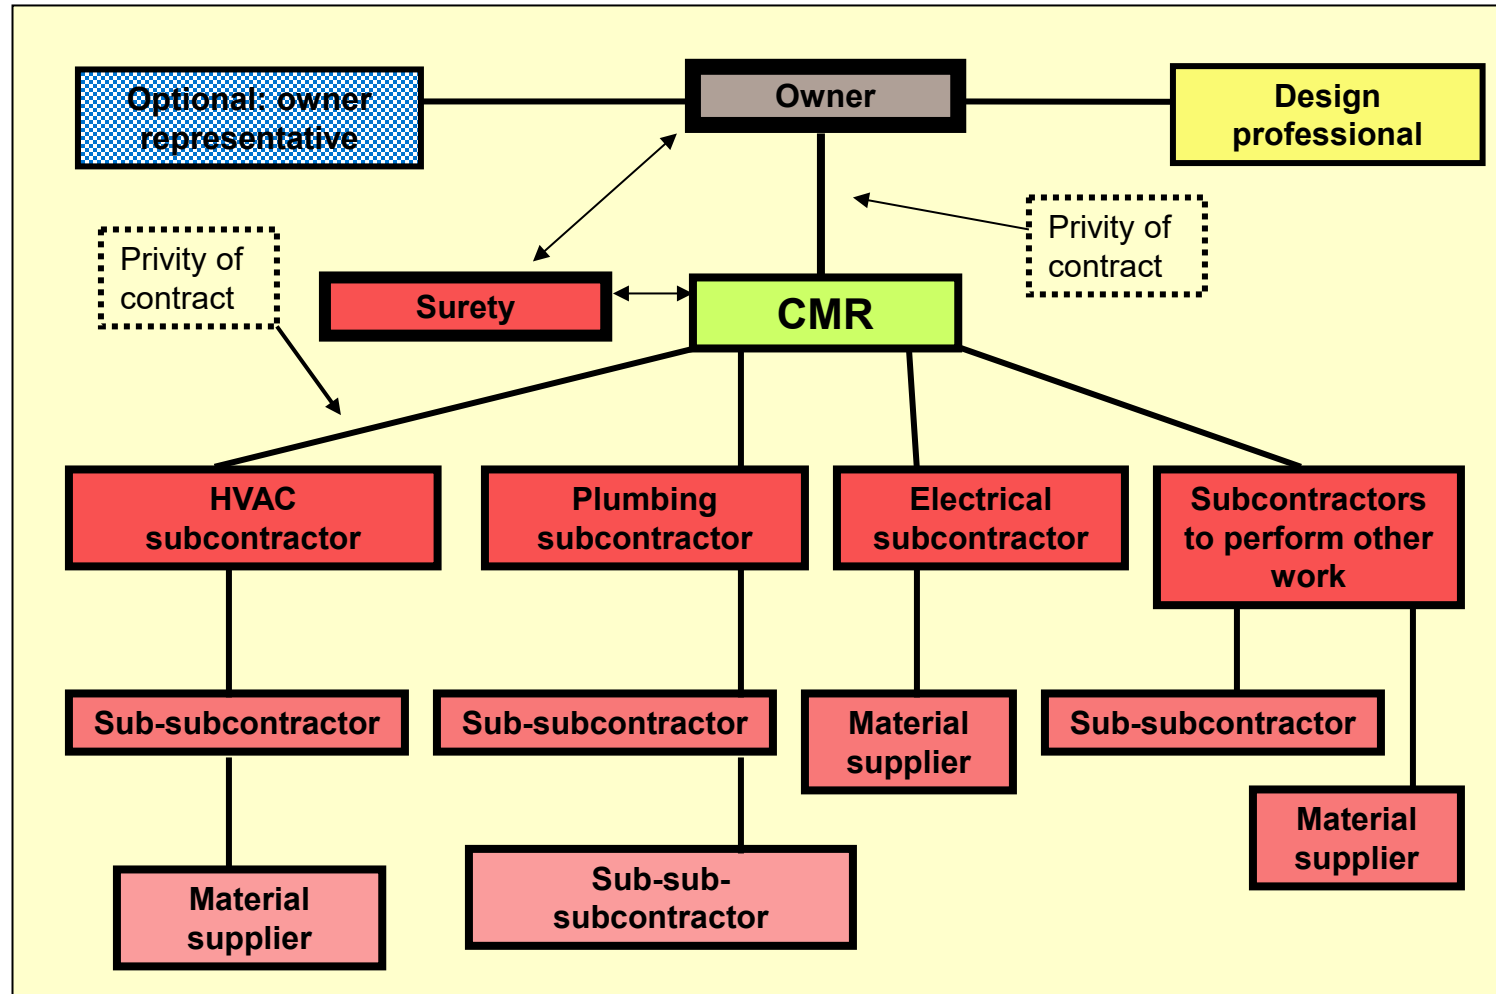 Optional: owner
representative
Owner
Design
professional
Privity of
contract
Privity of
contract
Surety
CMR
HVAC
subcontractor
Plumbing
subcontractor
Electrical
subcontractor
Subcontractors
to perform other
work
Sub-subcontractor
Sub-subcontractor
Material
supplier
Sub-subcontractor
Material
supplier
Material
supplier
Sub-sub-
subcontractor